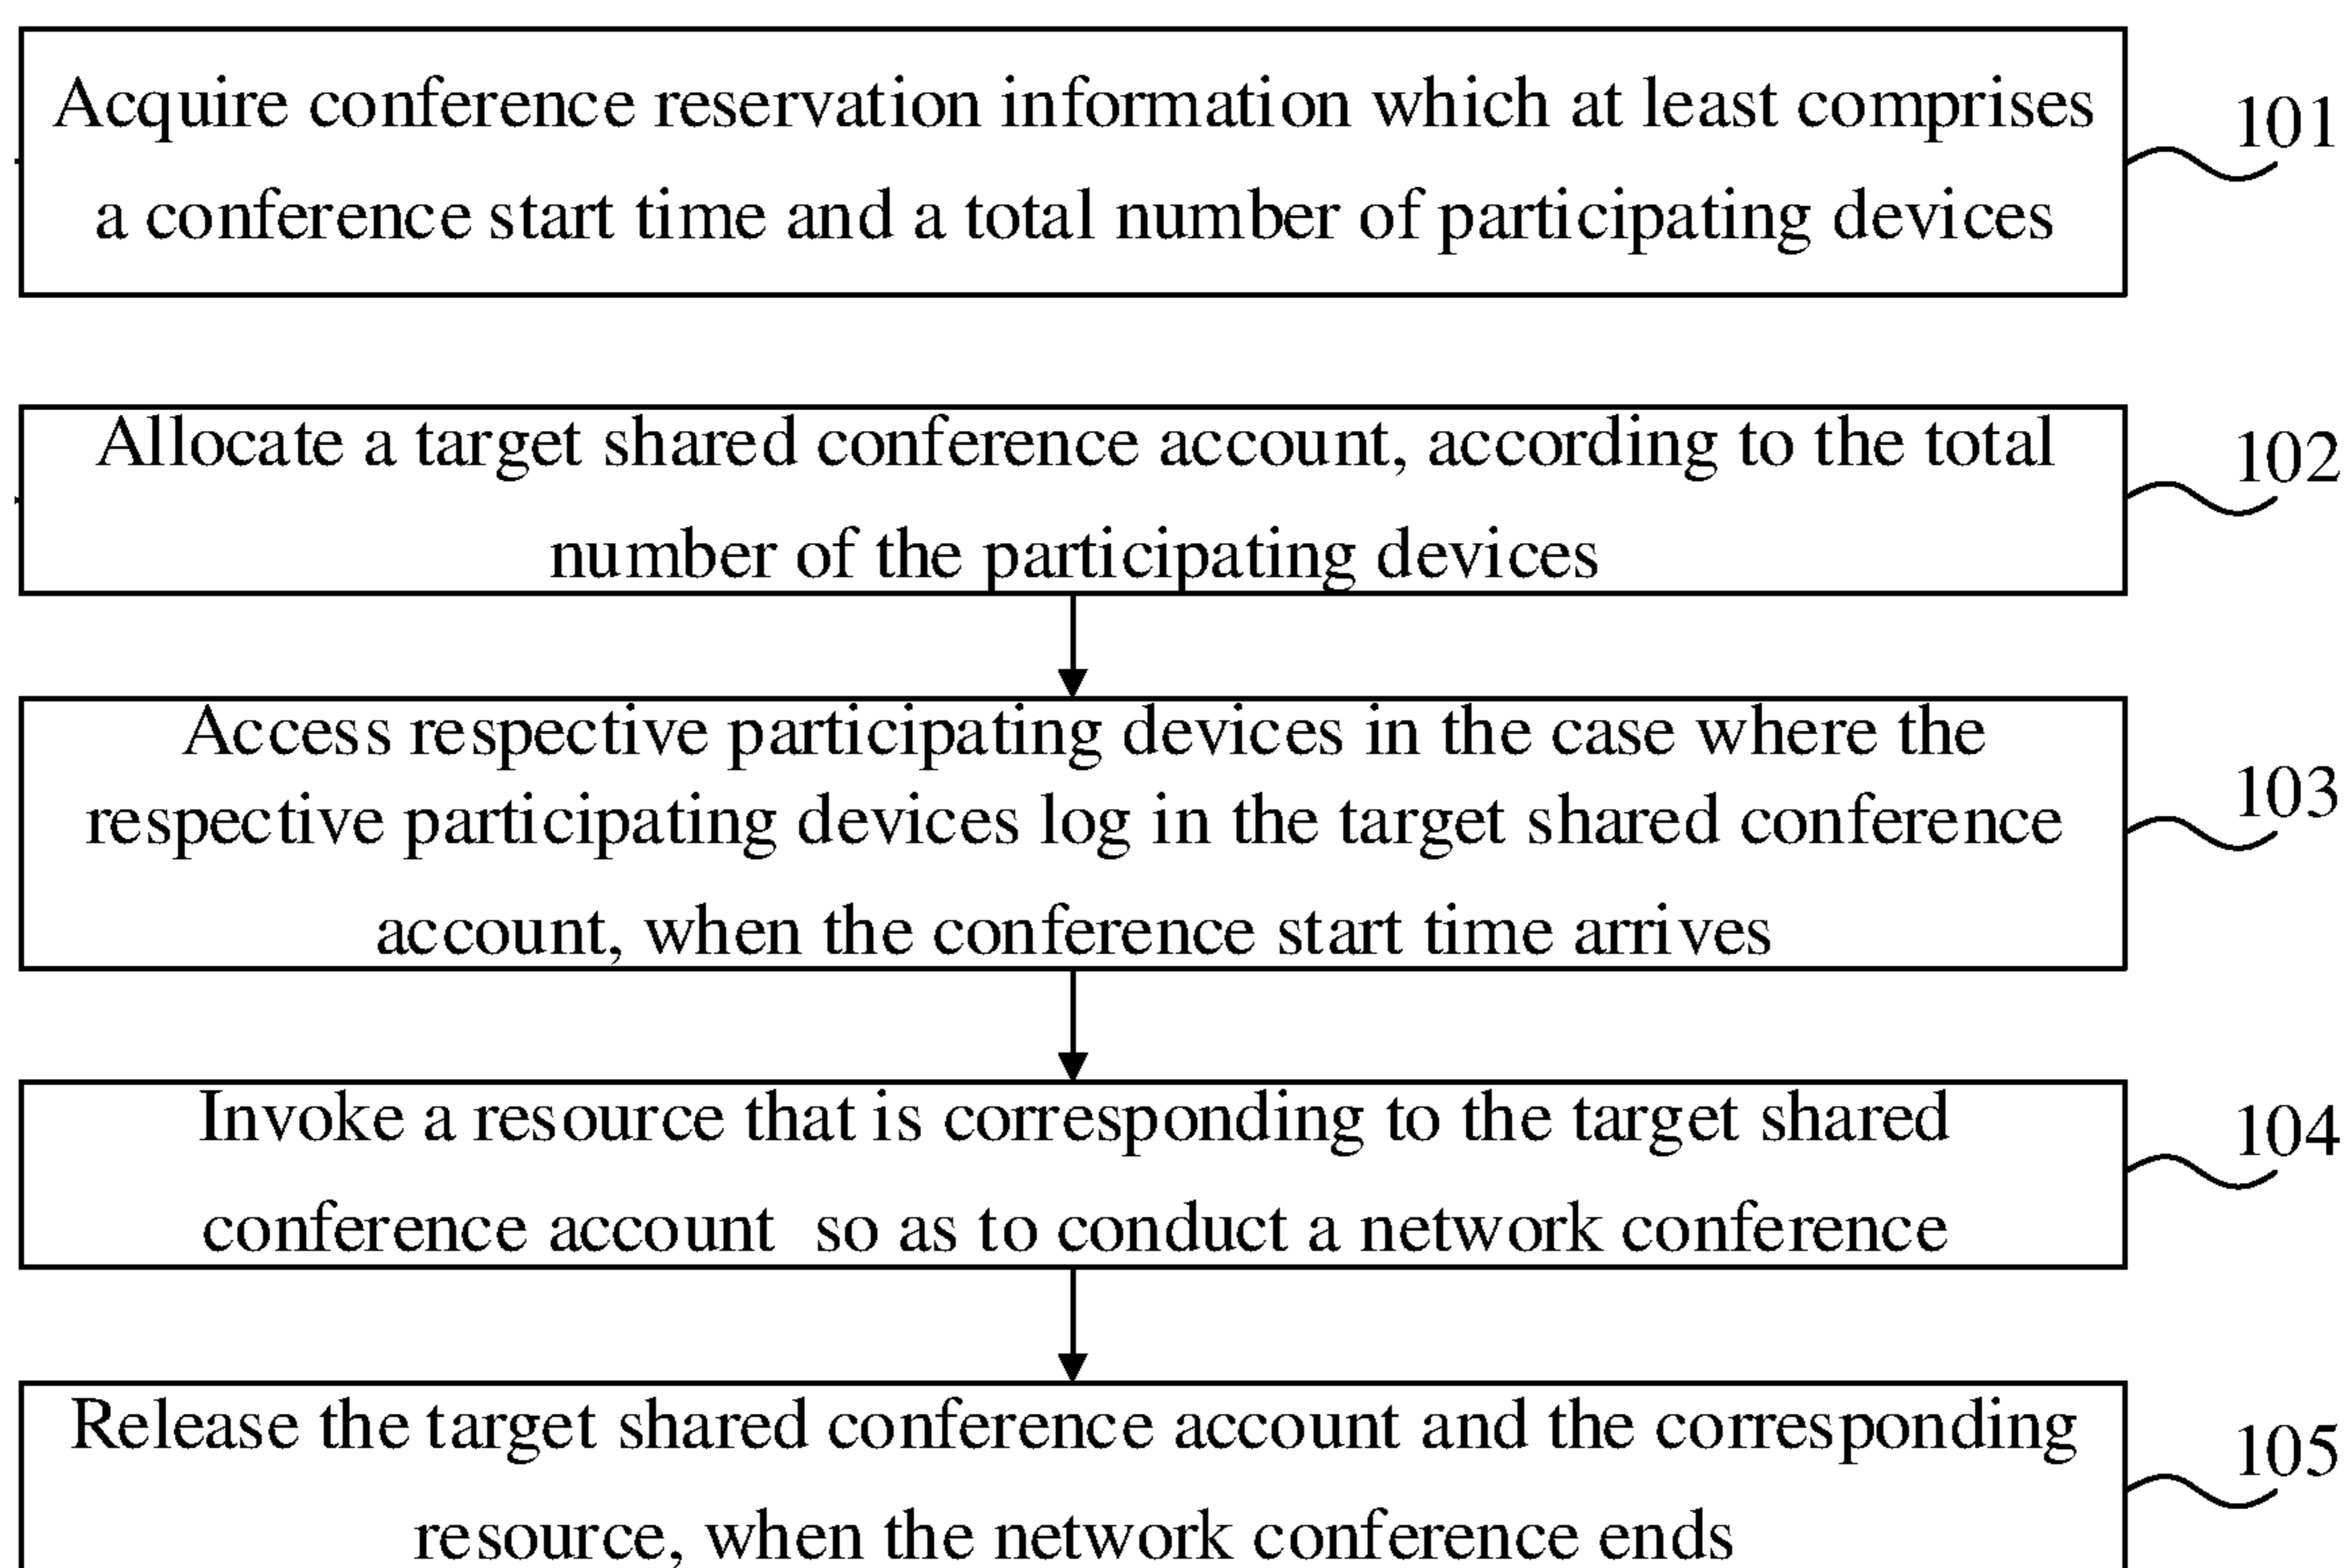 Acquire conference reservation information which at least comprises
a conference start time and a total number of participating devices
101
Allocate a target shared conference account, according to the total
number of the participating devices
102
Access respective participating devices in the case where the
respective participating devices log in the target shared conference
account, when the conference start time arrives
103
Invoke a resource that is corresponding to the target shared
conference account so as to conduct a network conference
104
Release the target shared conference account and the corresponding
resource, when the network conference ends
105